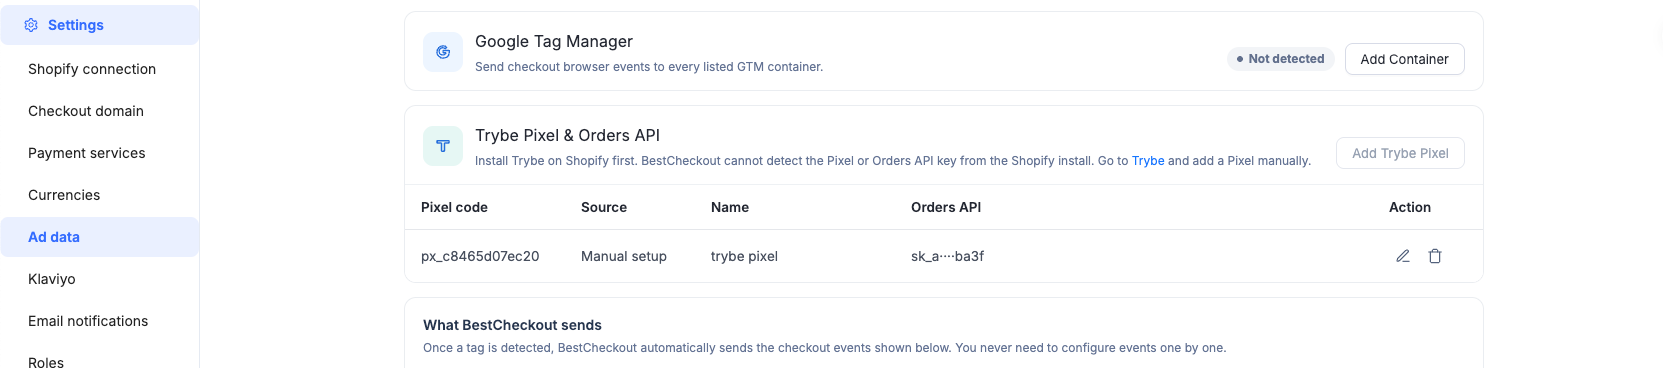 Settings
Shopify connection
Checkout domain
Payment services
Currencies
Ad data
Klaviyo
Email notifications
Roles
Google Tag Manager
Send checkout browser events to every listed GTM container.
Not detected
Add Container
Trybe Pixel & Orders API
Install Trybe on Shopify first. BestCheckout cannot detect the Pixel or Orders API key from the Shopify install. Go to Trybe and add a Pixel manually.
Add Trybe Pixel
Pixel code Source Name Orders API Action
px_c8465d07ec20 Manual setup trybe pixel sk_a····ba3f
What BestCheckout sends
Once a tag is detected, BestCheckout automatically sends the checkout events shown below. You never need to configure events one by one.